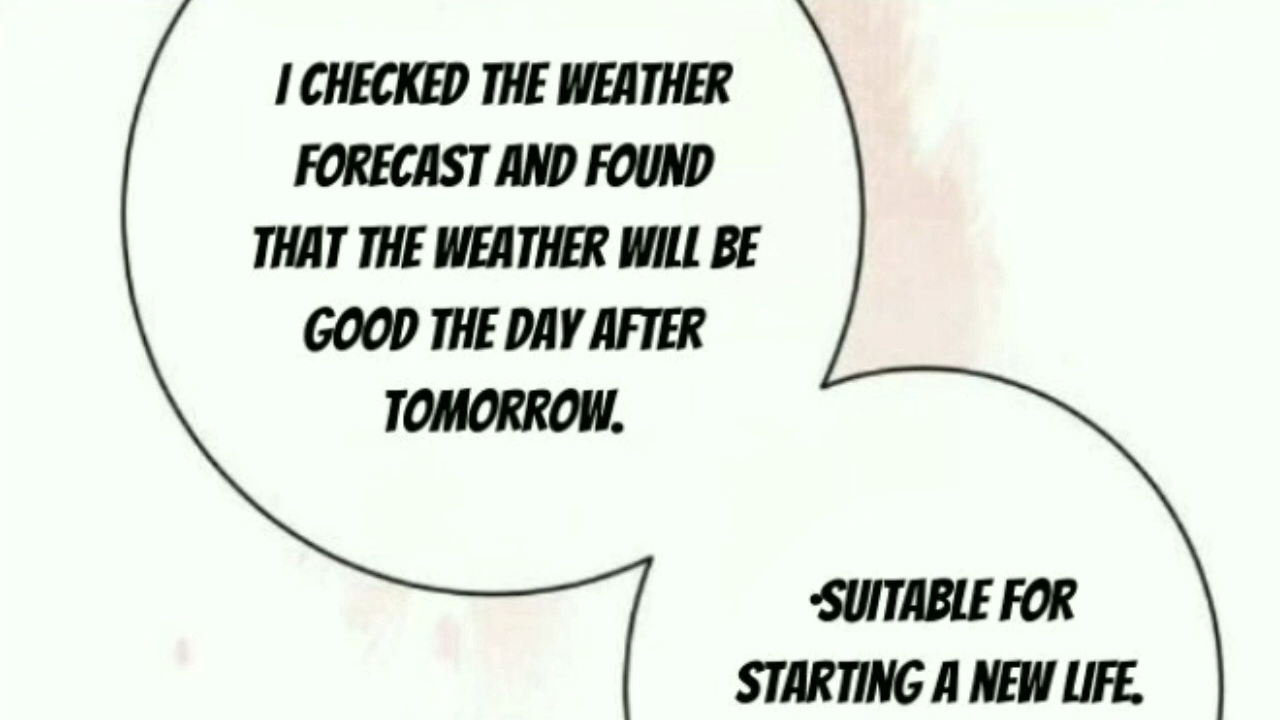 I CHECKED THE WEATHER
FORECAST AND FOUND
THAT THE WEATHER WILL BE
GOOD THE DAY AFTER
TOMORROW.
·SUITABLE FOR
STARTING A NEW LIFE.